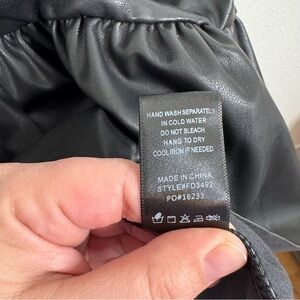 HAND WASH SEPARATELY
IN COLD WATER
DO NOT BLEACH
HANG TO DRY
COOL IRON IF NEEDED
MADE IN CHINA
STYLE#FD3492
PO#16233